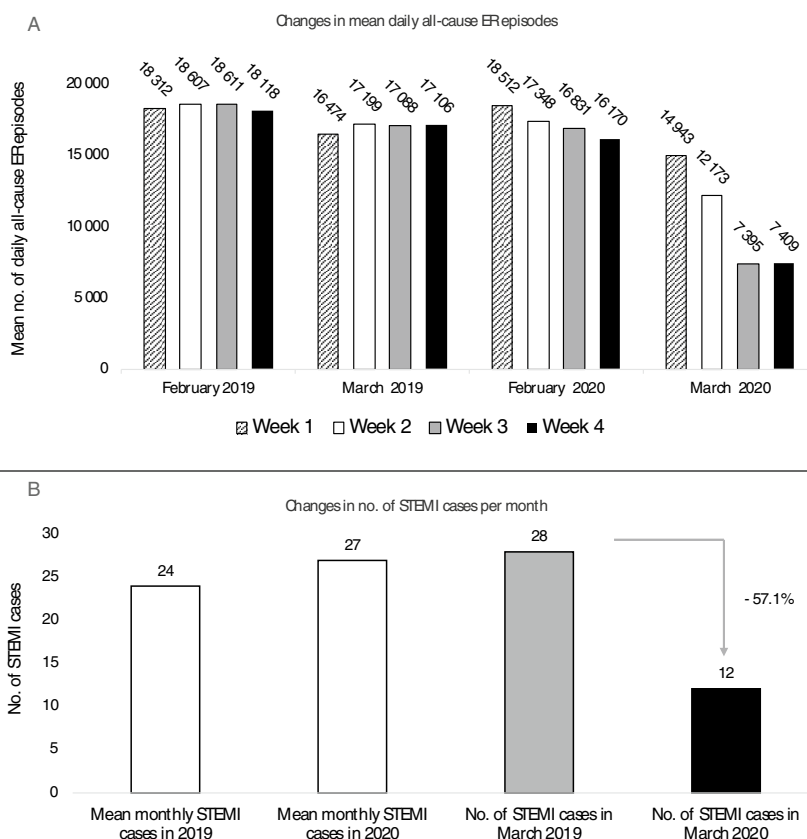 A
Changes in mean daily all-cause ER episodes
Mean no. of daily all-cause ER episodes
20 000
15 000
10 000
5 000
0
18 312
18 607
18 611
18 118
16 474
17 199
17 088
17 106
18 512
17 348
16 831
16 170
14 943
12 173
7 395
7 409
February 2019
March 2019
February 2020
March 2020
Week 1
Week 2
Week 3
Week 4
B
Changes in no. of STEMI cases per month
No. of STEMI cases
30
25
20
15
10
5
0
24
27
28
- 57.1%
12
Mean monthly STEMI
cases in 2019
Mean monthly STEMI
cases in 2020
No. of STEMI cases in
March 2019
No. of STEMI cases in
March 2020